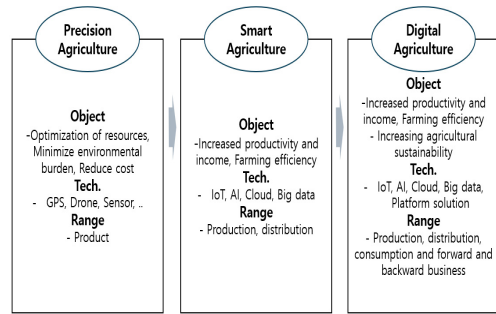 Precision
Agriculture
Object
-Optimization of resources,
Minimize environmental
burden, Reduce cost
Tech.
- GPS, Drone, Sensor, ..
Range
- Product
Smart
Agriculture
Object
-Increased productivity and
income, Farming efficiency
Tech.
- IoT, AI, Cloud, Big data
Range
- Production, distribution
Digital
Agriculture
Object
-Increased productivity and
income, Farming efficiency
- Increasing agricultural
sustainability
Tech.
- IoT, AI, Cloud, Big data,
Platform solution
Range
- Production, distribution,
consumption and forward and
backward business